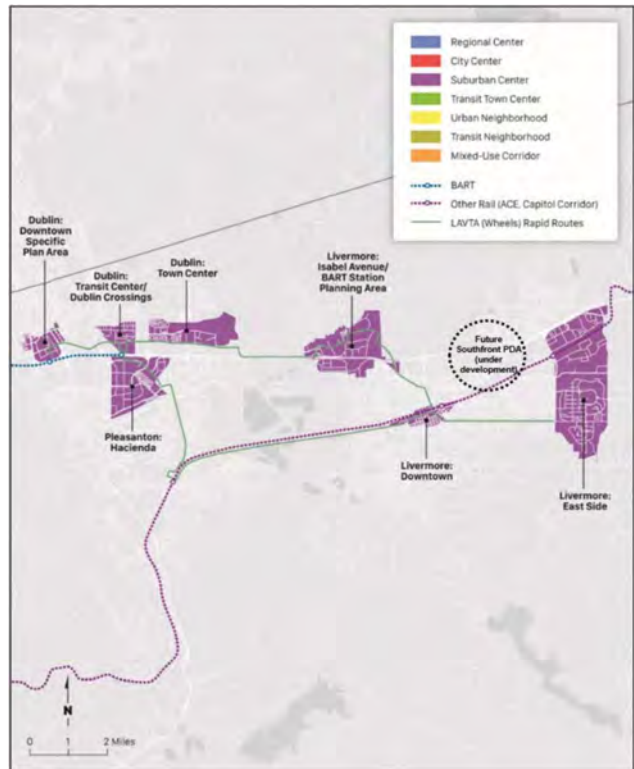 Regional Center
City Center
Suburban Center
Transit Town Center
Urban Neighborhood
Transit Neighborhood
Mixed-Use Corridor
BART
Other Rail (ACE, Capitol Corridor)
LAVTA (Wheels) Rapid Routes
Dublin:
Downtown
Specific
Plan Area
Dublin:
Transit Center/
Dublin Crossings
Dublin:
Town Center
Livermore:
Isabel Avenue/
BART Station
Planning Area
Future
Southfront PDA
(under
development)
Pleasanton:
Hacienda
Livermore:
Downtown
Livermore:
East Side
N
0 1 2 Miles